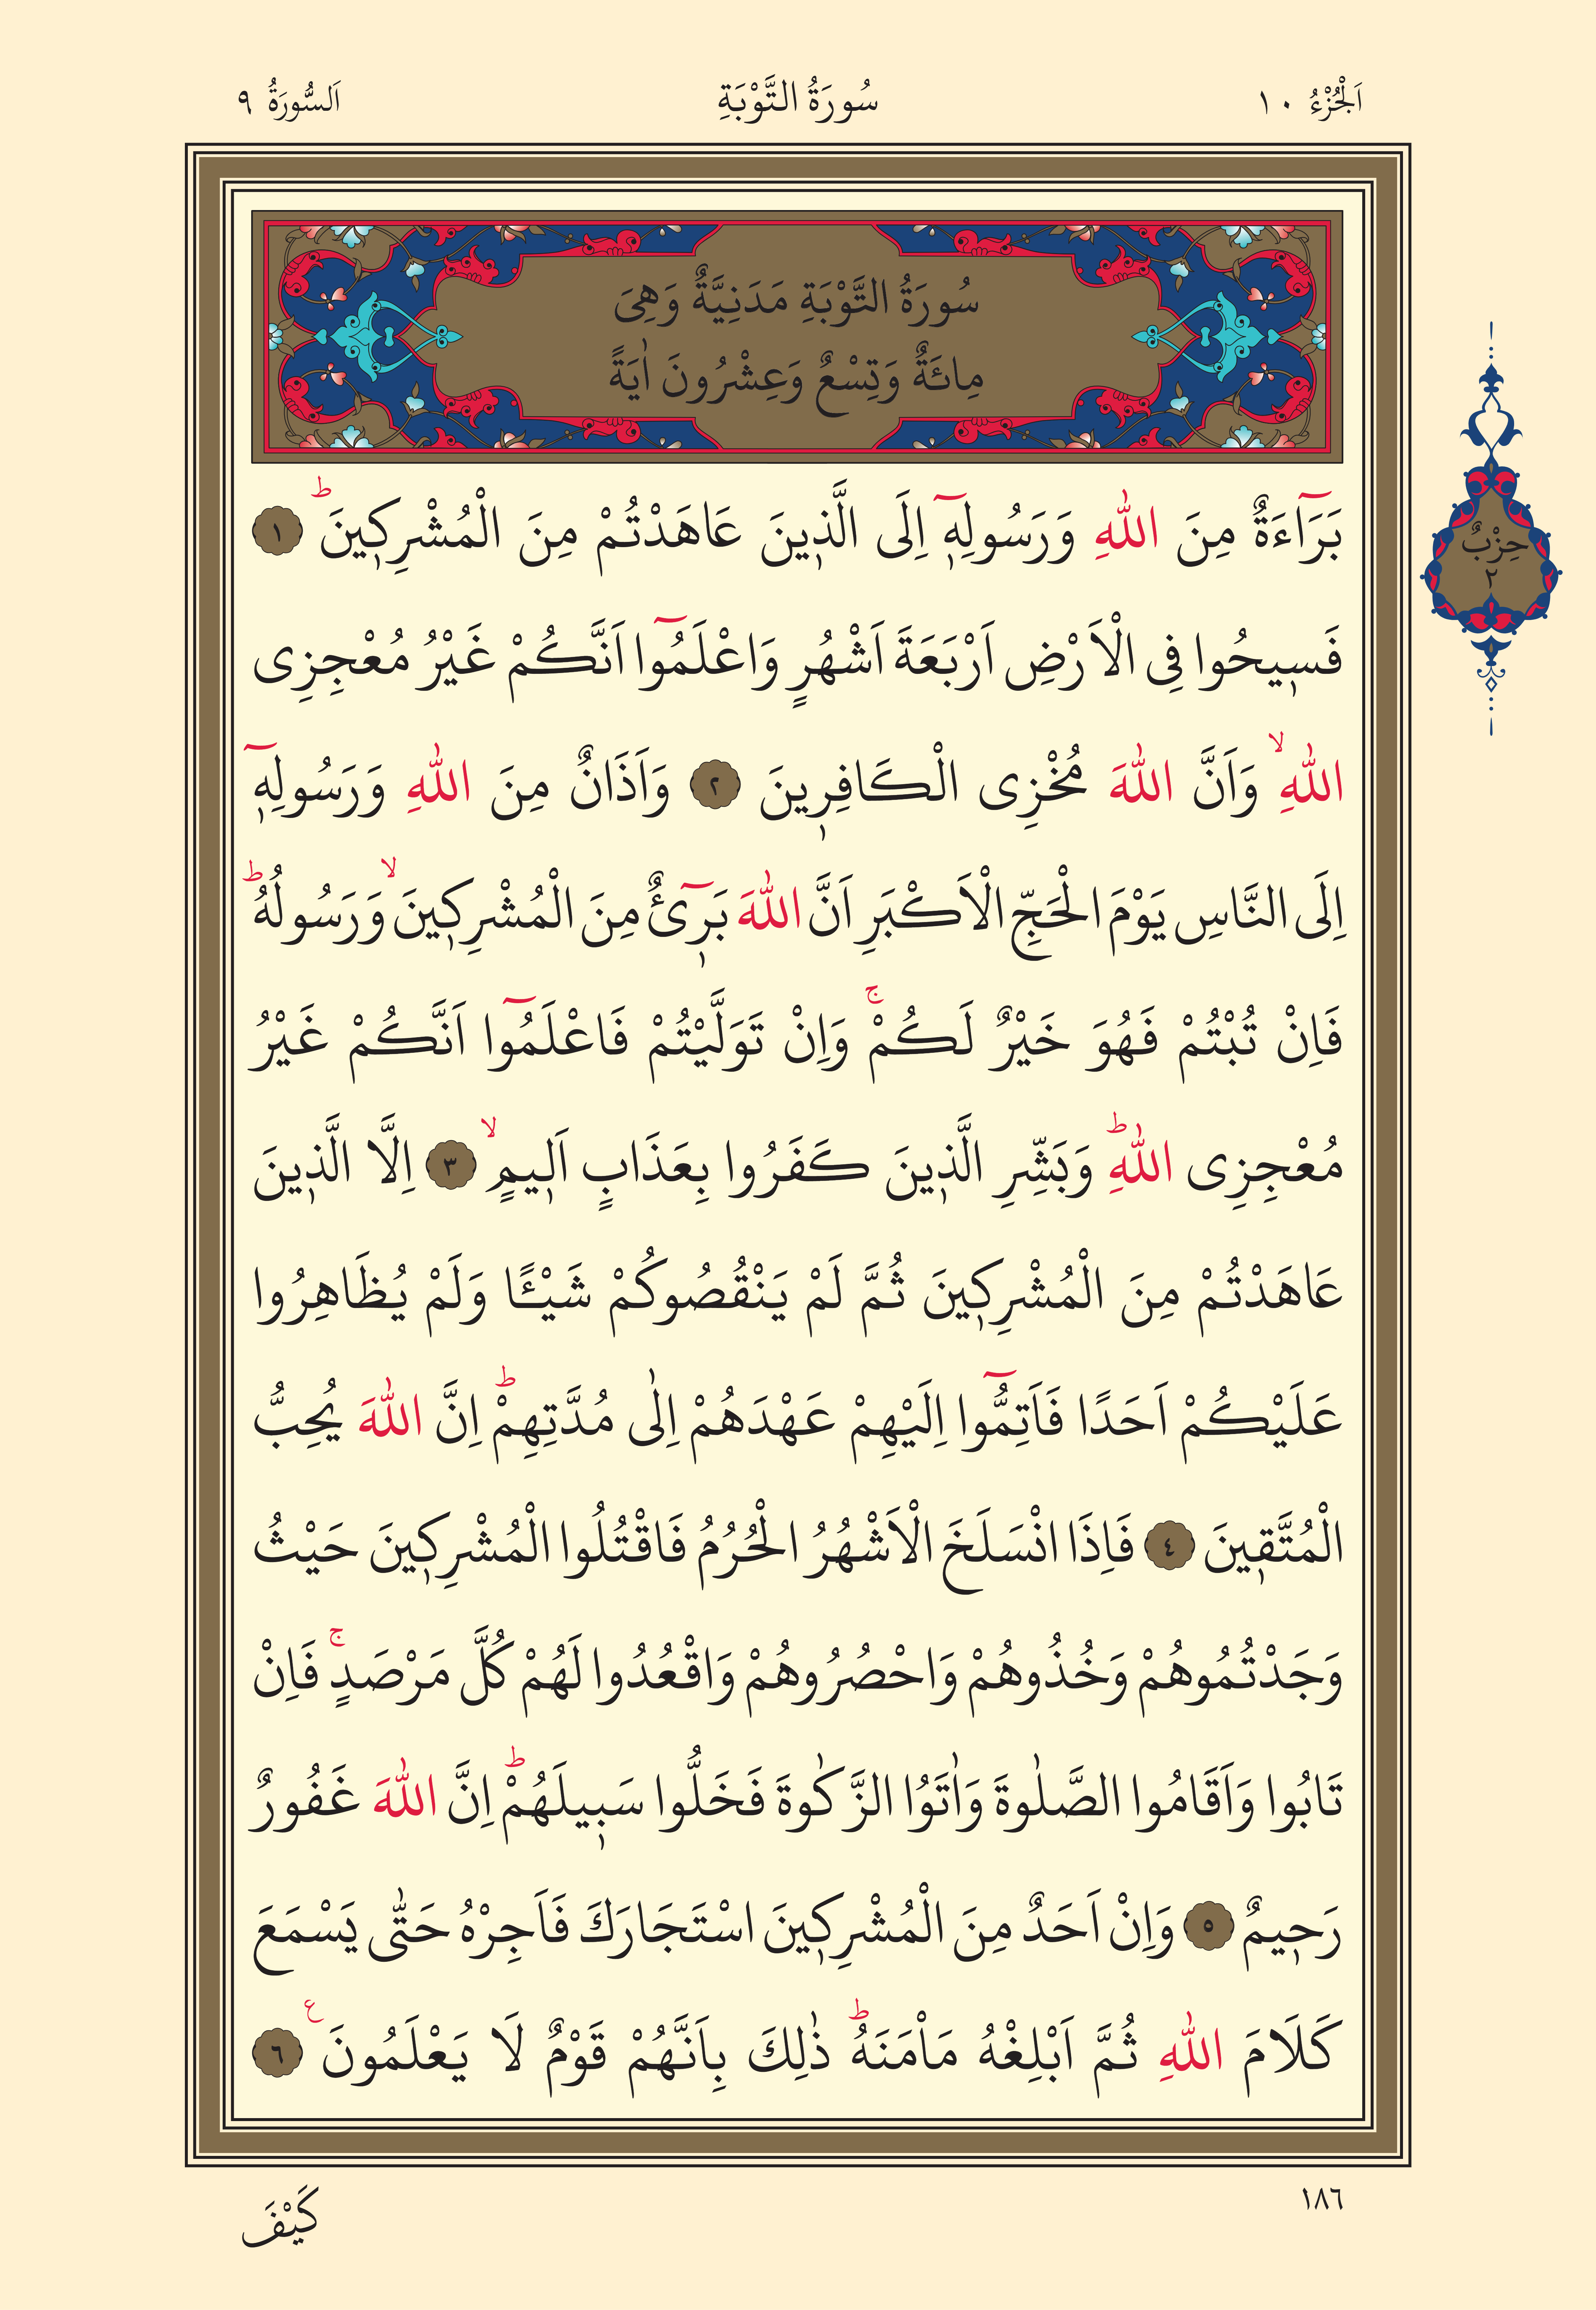 اَلْجُزْءُ ١٠
سُورَةُ التَّوْبَةِ
اَلسُّورَةُ ٩
سُورَةُ التَّوْبَةِ مَدَنِيَّةٌ وَهِىَ
مِائَةٌ وَتِسْعٌ وَعِشْرُونَ اٰيَةً
بَرَٓاءَةٌ مِنَ اللّٰهِ وَرَسُولِه۪ٓ اِلَى الَّذ۪ينَ عَاهَدْتُمْ مِنَ الْمُشْرِك۪ينَۜ ﴿١﴾
فَس۪يحُوا فِى الْاَرْضِ اَرْبَعَةَ اَشْهُرٍ وَاعْلَمُٓوا اَنَّكُمْ غَيْرُ مُعْجِزِى
اللّٰهِۙ وَاَنَّ اللّٰهَ مُخْزِى الْكَافِر۪ينَ ﴿٢﴾ وَاَذَانٌ مِنَ اللّٰهِ وَرَسُولِه۪ٓ
اِلَى النَّاسِ يَوْمَ الْحَجِّ الْاَكْبَرِ اَنَّ اللّٰهَ بَر۪ٓىءٌ مِنَ الْمُشْرِك۪ينَۙ وَرَسُولُهُۜ
فَاِنْ تُبْتُمْ فَهُوَ خَيْرٌ لَكُمْۚ وَاِنْ تَوَلَّيْتُمْ فَاعْلَمُٓوا اَنَّكُمْ غَيْرُ
مُعْجِزِى اللّٰهِۜ وَبَشِّرِ الَّذ۪ينَ كَفَرُوا بِعَذَابٍ اَل۪يمٍۙ ﴿٣﴾ اِلَّا الَّذ۪ينَ
عَاهَدْتُمْ مِنَ الْمُشْرِك۪ينَ ثُمَّ لَمْ يَنْقُصُوكُمْ شَيْـًٔا وَلَمْ يُظَاهِرُوا
عَلَيْكُمْ اَحَدًا فَاَتِمُّٓوا اِلَيْهِمْ عَهْدَهُمْ اِلٰى مُدَّتِهِمْۜ اِنَّ اللّٰهَ يُحِبُّ
الْمُتَّق۪ينَ ﴿٤﴾ فَاِذَا انْسَلَخَ الْاَشْهُرُ الْحُرُمُ فَاقْتُلُوا الْمُشْرِك۪ينَ حَيْثُ
وَجَدْتُمُوهُمْ وَخُذُوهُمْ وَاحْصُرُوهُمْ وَاقْعُدُوا لَهُمْ كُلَّ مَرْصَدٍۚ فَاِنْ
تَابُوا وَاَقَامُوا الصَّلٰوةَ وَاٰتَوُا الزَّكٰوةَ فَخَلُّوا سَب۪يلَهُمْۜ اِنَّ اللّٰهَ غَفُورٌ
رَح۪يمٌ ﴿٥﴾ وَاِنْ اَحَدٌ مِنَ الْمُشْرِك۪ينَ اسْتَجَارَكَ فَاَجِرْهُ حَتّٰى يَسْمَعَ
كَلَامَ اللّٰهِ ثُمَّ اَبْلِغْهُ مَاْمَنَهُۜ ذٰلِكَ بِاَنَّهُمْ قَوْمٌ لَا يَعْلَمُونَ ع ﴿٦﴾
حِزْبٌ
٢
١٨٦
كَيْفَ